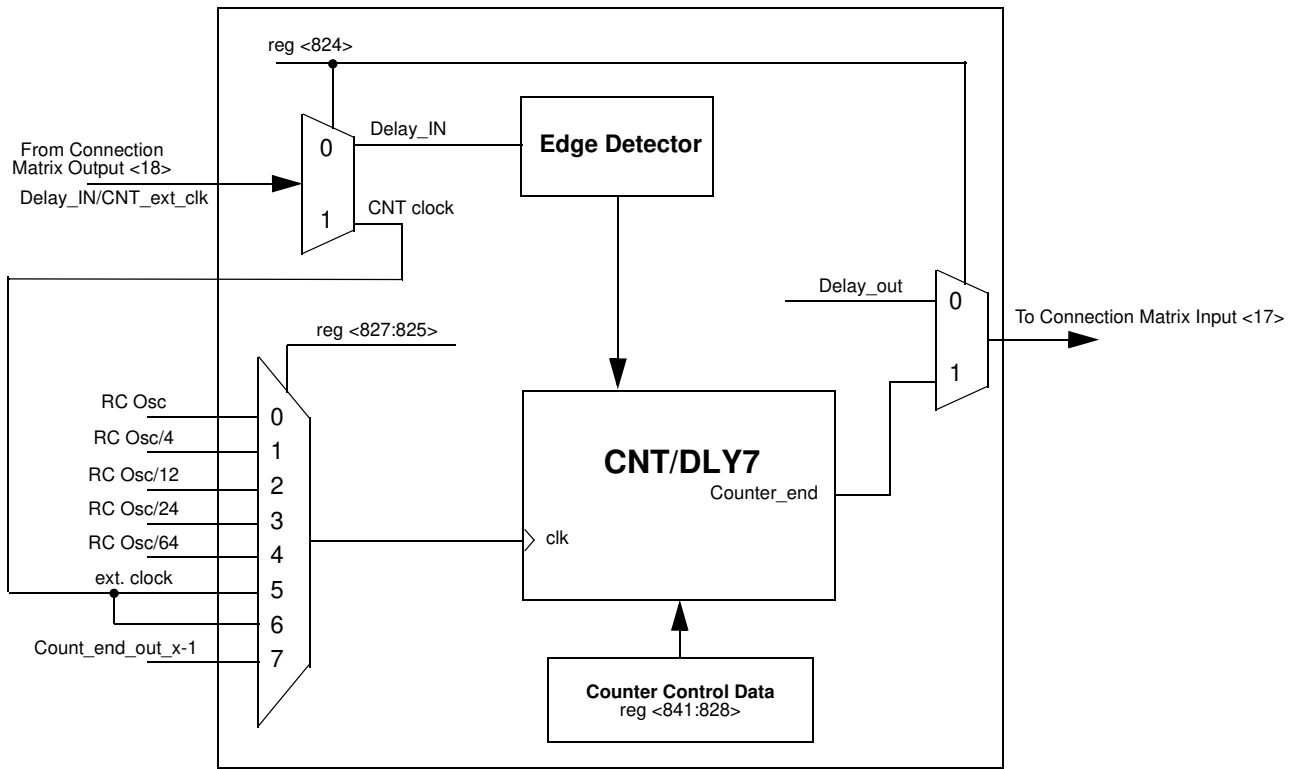 reg <824>
From Connection
Matrix Output <18>
Delay_IN/CNT_ext_clk
0
1
Delay_IN
CNT clock
Edge Detector
Delay_out
0
1
To Connection Matrix Input <17>
reg <827:825>
RC Osc
RC Osc/4
RC Osc/12
RC Osc/24
RC Osc/64
ext. clock
Count_end_out_x-1
0
1
2
3
4
5
6
7
CNT/DLY7
Counter_end
clk
Counter Control Data
reg <841:828>